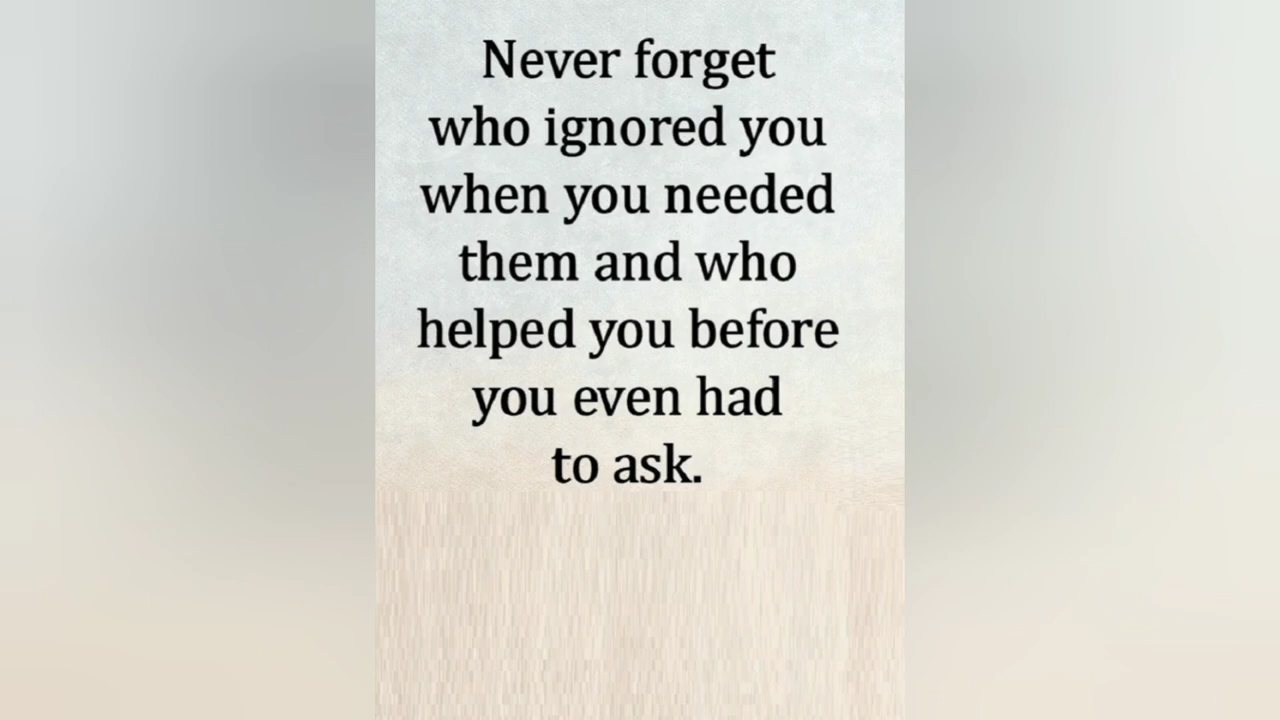 Never forget
who ignored you
when you needed
them and who
helped you before
you even had
to ask.